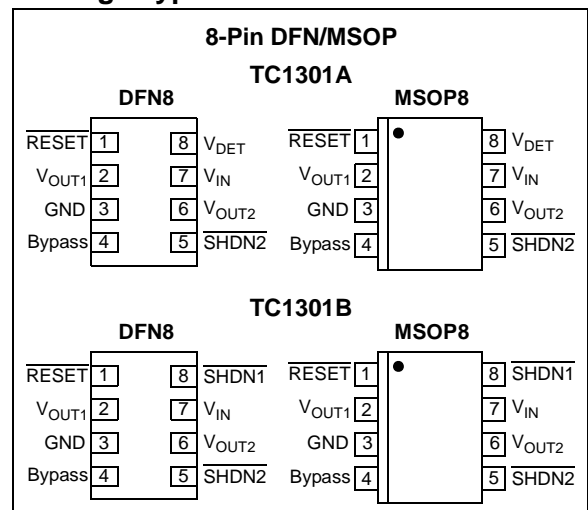 8-Pin DFN/MSOP
TC1301A
DFN8 MSOP8
RESET 1 8 VDET RESET 1 8 VDET
VOUT1 2 7 VIN VOUT1 2 7 VIN
GND 3 6 VOUT2 GND 3 6 VOUT2
Bypass 4 5 SHDN2 Bypass 4 5 SHDN2
TC1301B
DFN8 MSOP8
RESET 1 8 SHDN1 RESET 1 8 SHDN1
VOUT1 2 7 VIN VOUT1 2 7 VIN
GND 3 6 VOUT2 GND 3 6 VOUT2
Bypass 4 5 SHDN2 Bypass 4 5 SHDN2